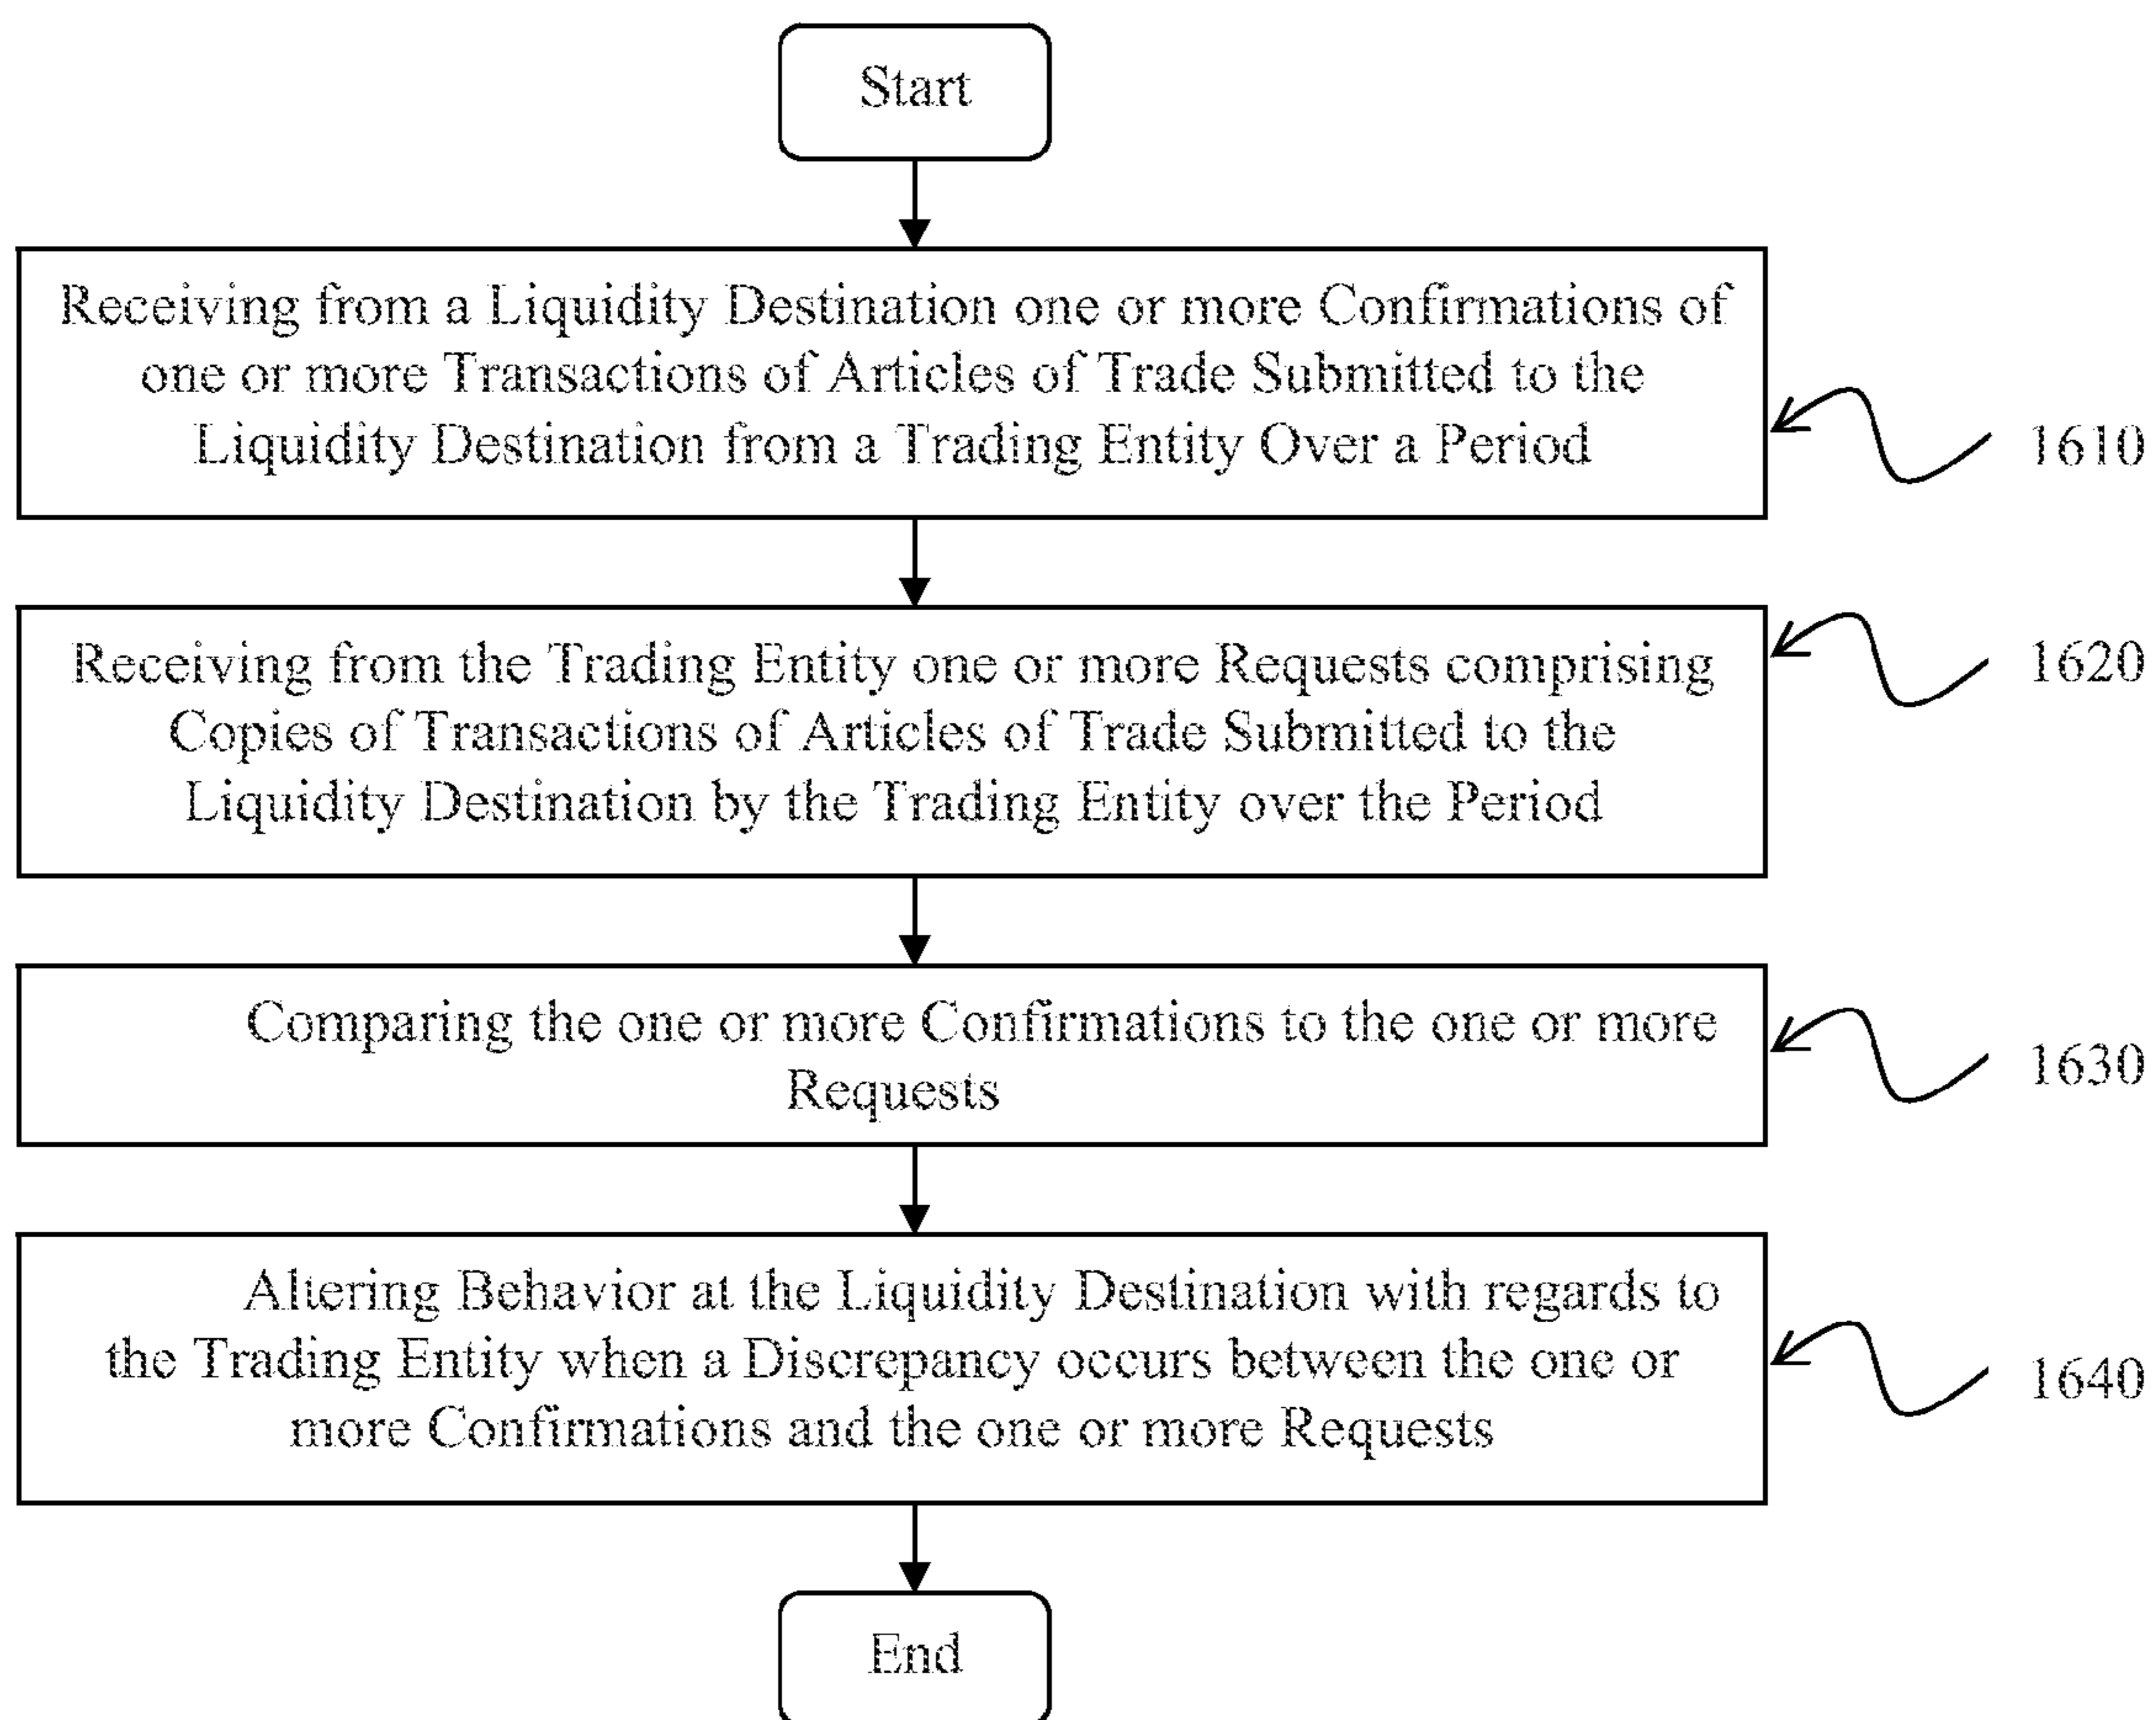 Start
Receiving from a Liquidity Destination one or more Confirmations of
one or more Transactions of Articles of Trade Submitted to the
Liquidity Destination from a Trading Entity Over a Period
1610
Receiving from the Trading Entity one or more Requests comprising
Copies of Transactions of Articles of Trade Submitted to the
Liquidity Destination by the Trading Entity over the Period
1620
Comparing the one or more Confirmations to the one or more
Requests
1630
Altering Behavior at the Liquidity Destination with regards to
the Trading Entity when a Discrepancy occurs between the one or
more Confirmations and the one or more Requests
1640
End